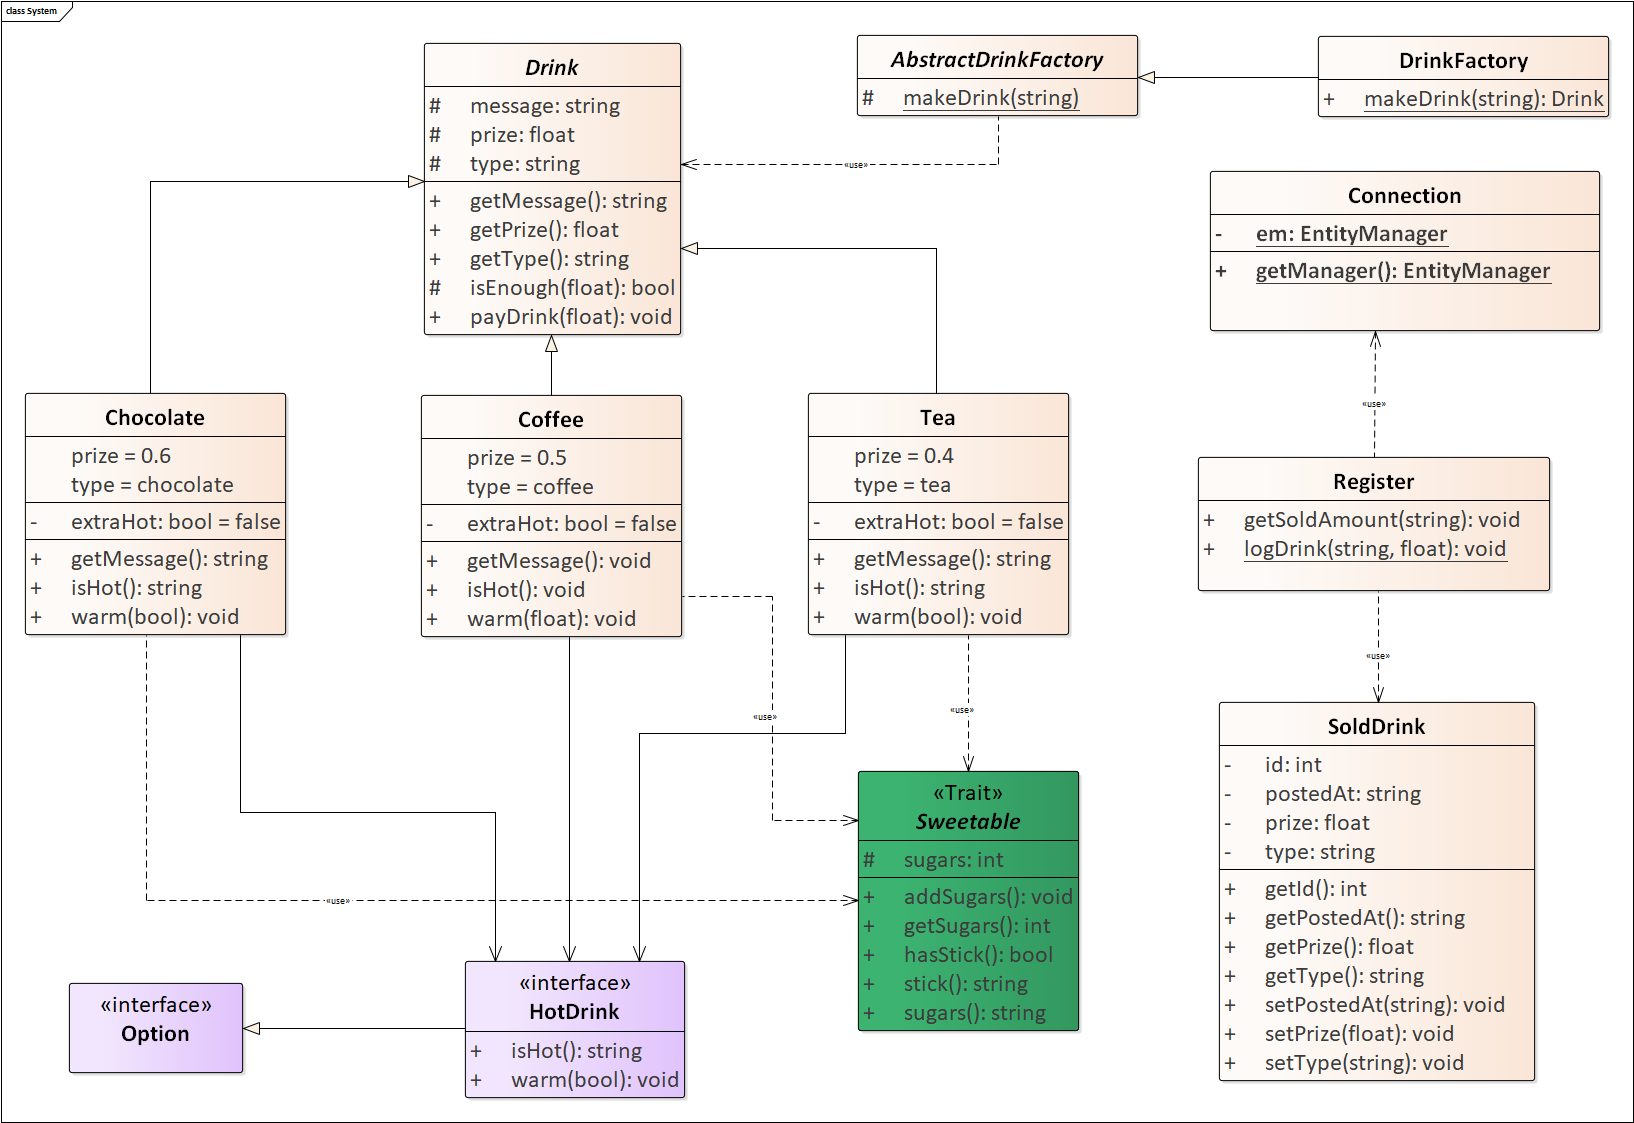 class System
Drink
# message: string
# prize: float
# type: string
+ getMessage(): string
+ getPrize(): float
+ getType(): string
# isEnough(float): bool
+ payDrink(float): void
AbstractDrinkFactory
# makeDrink(string)
DrinkFactory
+ makeDrink(string): Drink
«use»
Connection
- em: EntityManager
+ getManager(): EntityManager
«use»
Chocolate
prize = 0.6
type = chocolate
- extraHot: bool = false
+ getMessage(): string
+ isHot(): string
+ warm(bool): void
Coffee
prize = 0.5
type = coffee
- extraHot: bool = false
+ getMessage(): void
+ isHot(): void
+ warm(float): void
Tea
prize = 0.4
type = tea
- extraHot: bool = false
+ getMessage(): string
+ isHot(): string
+ warm(bool): void
Register
+ getSoldAmount(string): void
+ logDrink(string, float): void
«use»
«use»
«use»
«use»
«Trait»
Sweetable
# sugars: int
+ addSugars(): void
+ getSugars(): int
+ hasStick(): bool
+ stick(): string
+ sugars(): string
SoldDrink
- id: int
- postedAt: string
- prize: float
- type: string
+ getId(): int
+ getPostedAt(): string
+ getPrize(): float
+ getType(): string
+ setPostedAt(string): void
+ setPrize(float): void
+ setType(string): void
«interface»
Option
«interface»
HotDrink
+ isHot(): string
+ warm(bool): void